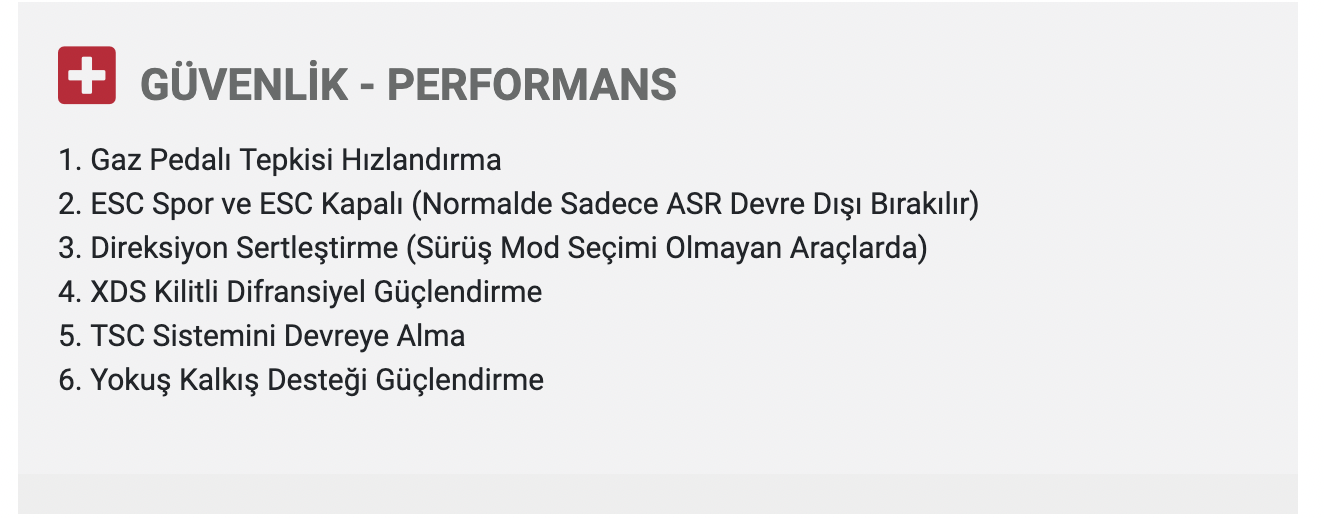 GÜVENLİK - PERFORMANS
1. Gaz Pedalı Tepkisi Hızlandırma
2. ESC Spor ve ESC Kapalı (Normalde Sadece ASR Devre Dışı Bırakılır)
3. Direksiyon Sertleştirme (Sürüş Mod Seçimi Olmayan Araçlarda)
4. XDS Kilitli Difransiyel Güçlendirme
5. TSC Sistemini Devreye Alma
6. Yokuş Kalkış Desteği Güçlendirme